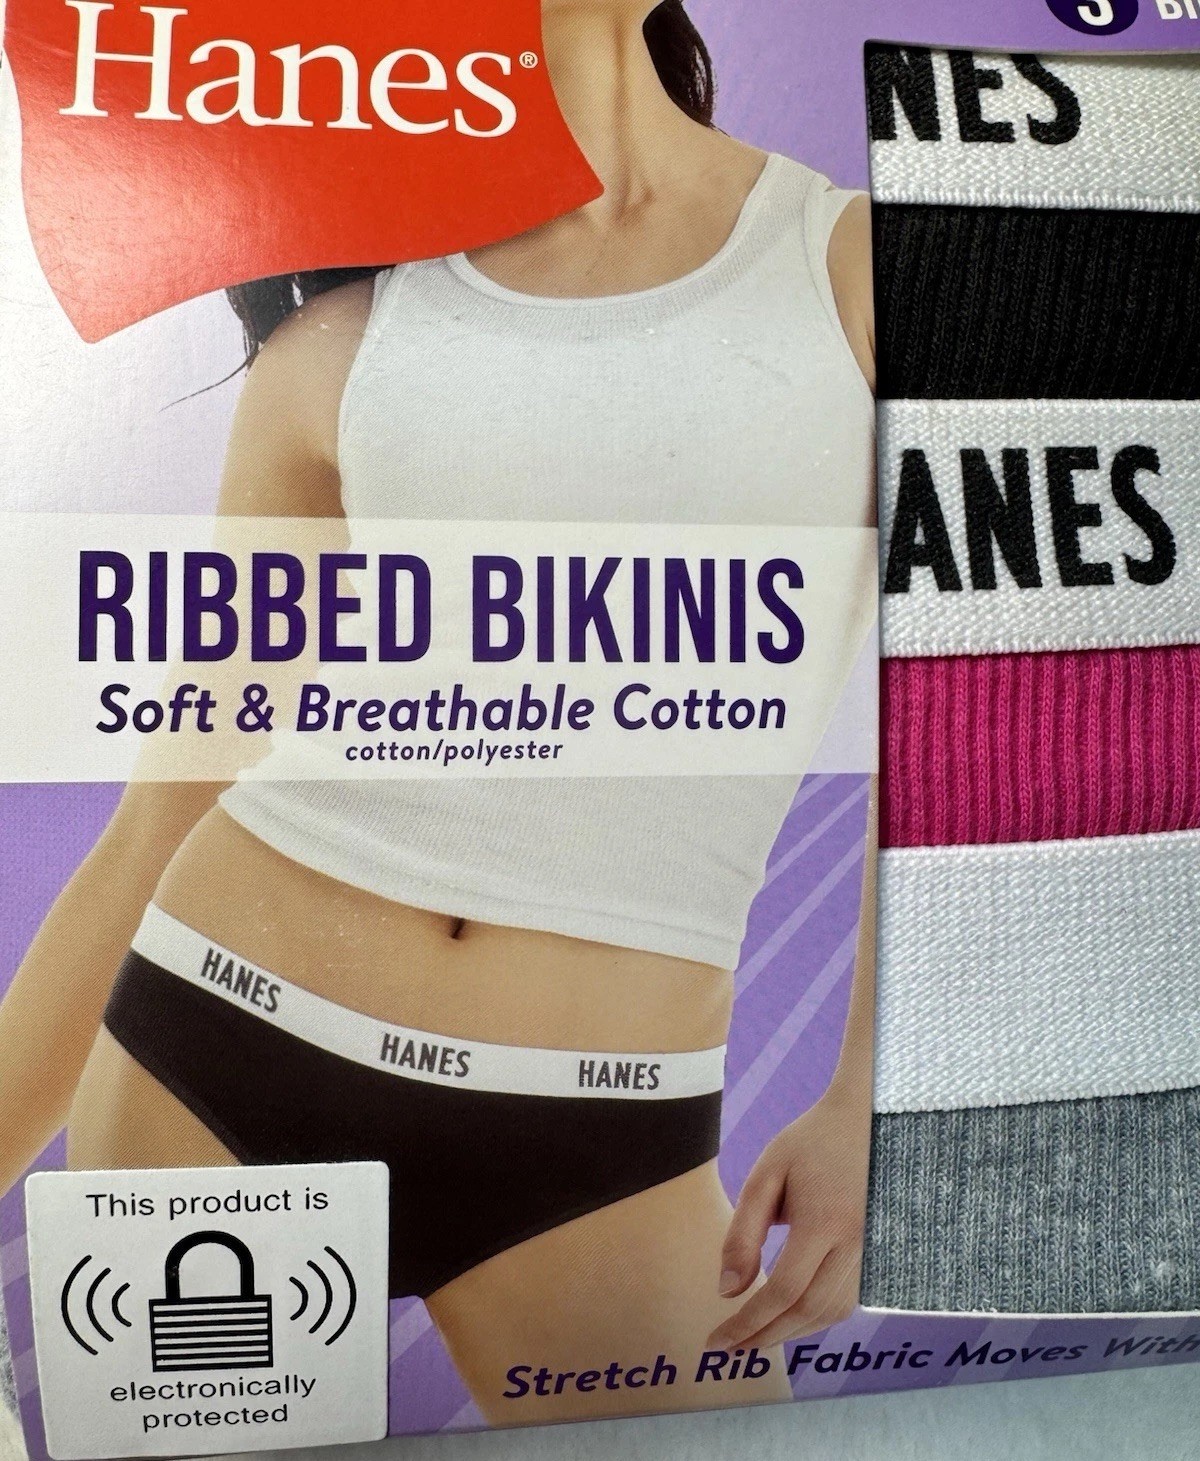 Hanes®
NES
ANES
RIBBED BIKINIS
Soft & Breathable Cotton
cotton/polyester
HANES
HANES
HANES
This product is
electronically
protected
Stretch Rib Fabric Moves With